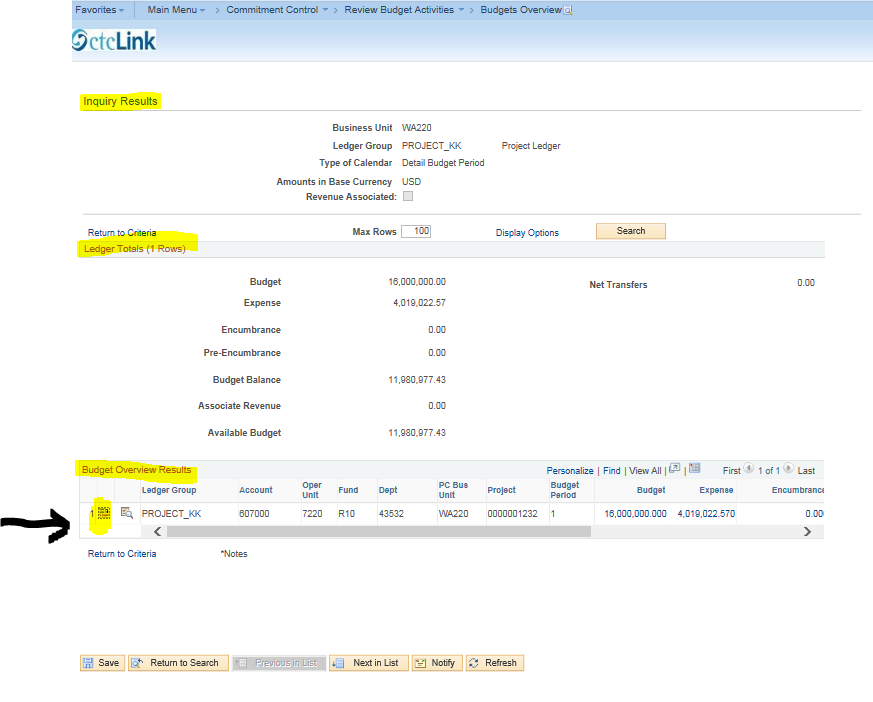 Favorites Main Menu > Commitment Control > Review Budget Activities > Budgets Overview
ctcLink
Inquiry Results
Business Unit WA220
Ledger Group PROJECT_KK Project Ledger
Type of Calendar Detail Budget Period
Amounts in Base Currency USD
Revenue Associated:
Return to Criteria Max Rows 100 Display Options Search
Ledger Totals (1 Rows)
Budget 16,000,000.00 Net Transfers 0.00
Expense 4,019,022.57
Encumbrance 0.00
Pre-Encumbrance 0.00
Budget Balance 11,980,977.43
Associate Revenue 0.00
Available Budget 11,980,977.43
Budget Overview Results Personalize | Find | View All | | First 1 of 1 Last
Ledger Group Account Oper Unit Fund Dept PC Bus Unit Project Budget Period Budget Expense Encumbrance
1 PROJECT_KK 607000 7220 R10 43532 WA220 0000001232 1 16,000,000.000 4,019,022.570 0.00
Return to Criteria *Notes
Save Return to Search Previous in List Next in List Notify Refresh